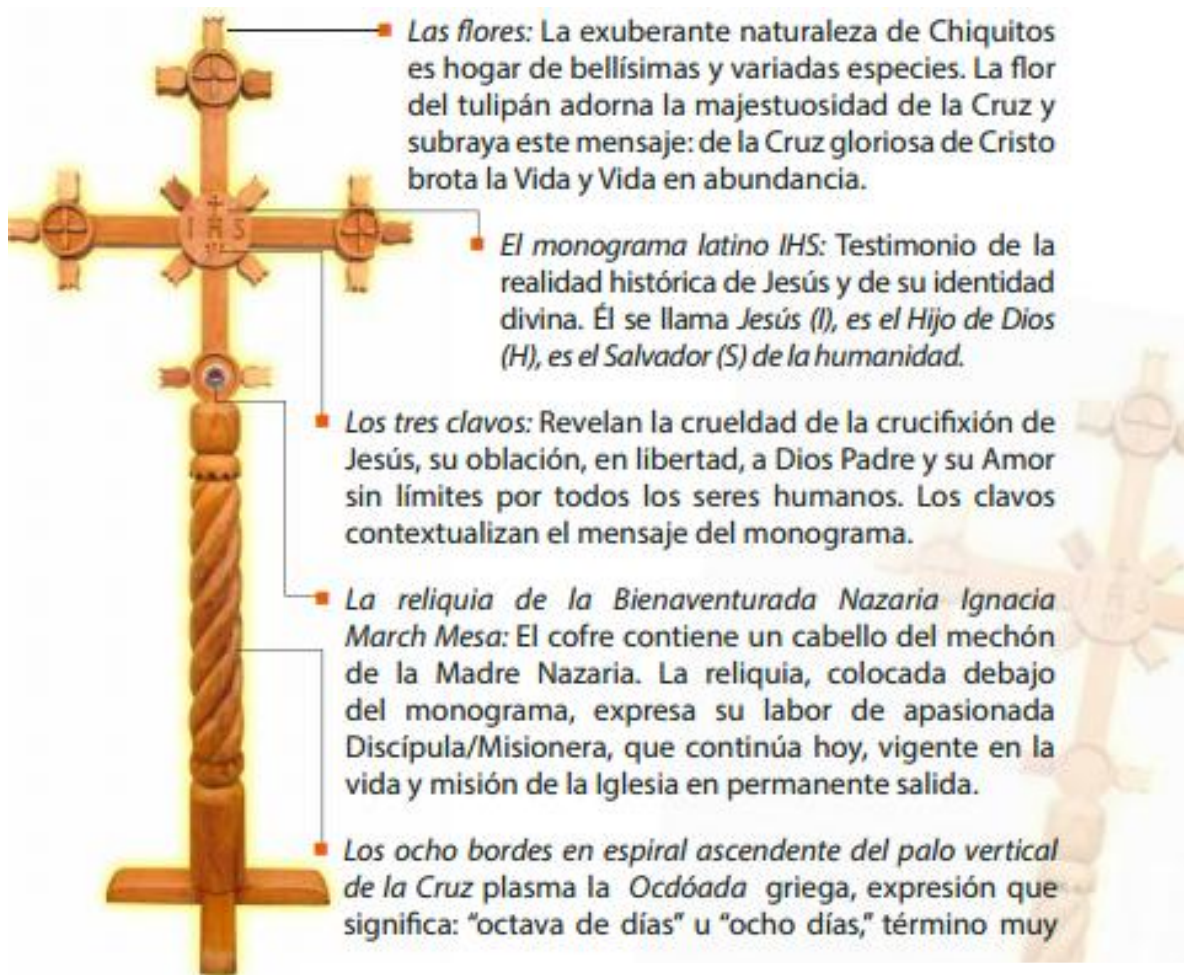 Las flores: La exuberante naturaleza de Chiquitos
es hogar de bellísimas y variadas especies. La flor
del tulipán adorna la majestuosidad de la Cruz y
subraya este mensaje: de la Cruz gloriosa de Cristo
brota la Vida y Vida en abundancia.
I H S
El monograma latino IHS: Testimonio de la
realidad histórica de Jesús y de su identidad
divina. Él se llama Jesús (I), es el Hijo de Dios
(H), es el Salvador (S) de la humanidad.
Los tres clavos: Revelan la crueldad de la crucifixión de
Jesús, su oblación, en libertad, a Dios Padre y su Amor
sin límites por todos los seres humanos. Los clavos
contextualizan el mensaje del monograma.
La reliquia de la Bienaventurada Nazaria Ignacia
March Mesa: El cofre contiene un cabello del mechón
de la Madre Nazaria. La reliquia, colocada debajo
del monograma, expresa su labor de apasionada
Discípula/Misionera, que continúa hoy, vigente en la
vida y misión de la Iglesia en permanente salida.
Los ocho bordes en espiral ascendente del palo vertical
de la Cruz plasma la Ocdóada griega, expresión que
significa: “octava de días” u “ocho días,” término muy